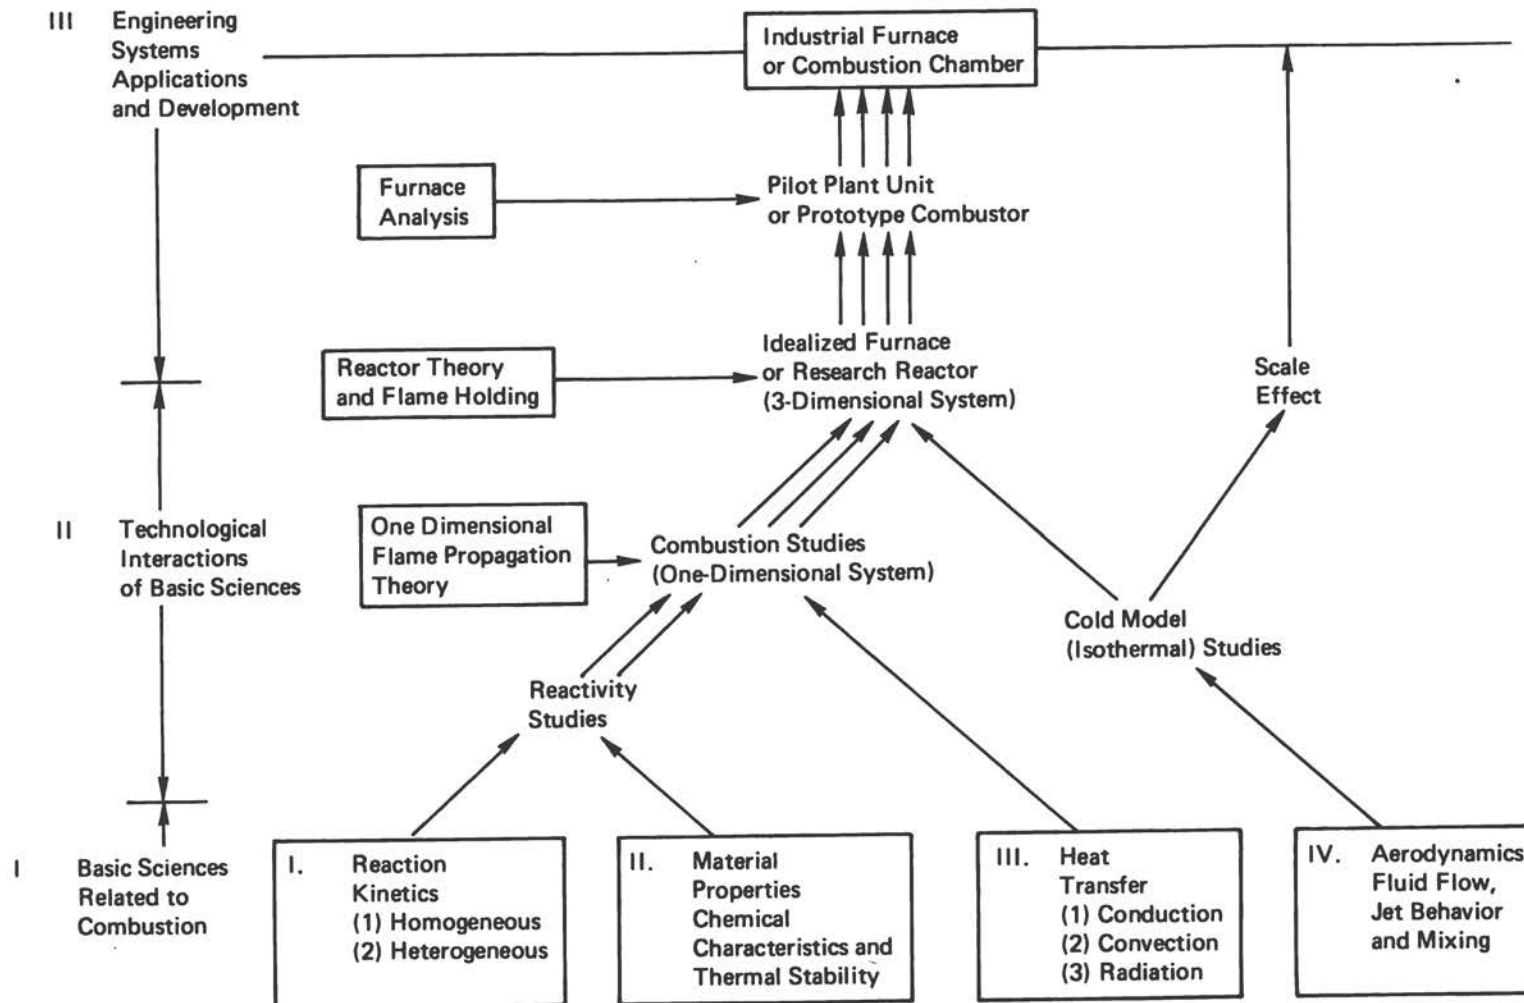 III Engineering
Systems
Applications
and Development
Industrial Furnace
or Combustion Chamber
Furnace
Analysis
Pilot Plant Unit
or Prototype Combustor
Reactor Theory
and Flame Holding
Idealized Furnace
or Research Reactor
(3-Dimensional System)
Scale
Effect
II Technological
Interactions
of Basic Sciences
One Dimensional
Flame Propagation
Theory
Combustion Studies
(One-Dimensional System)
Cold Model
(Isothermal) Studies
Reactivity
Studies
I Basic Sciences
Related to
Combustion
I. Reaction
Kinetics
(1) Homogeneous
(2) Heterogeneous
II. Material
Properties
Chemical
Characteristics and
Thermal Stability
III. Heat
Transfer
(1) Conduction
(2) Convection
(3) Radiation
IV. Aerodynamics
Fluid Flow,
Jet Behavior
and Mixing